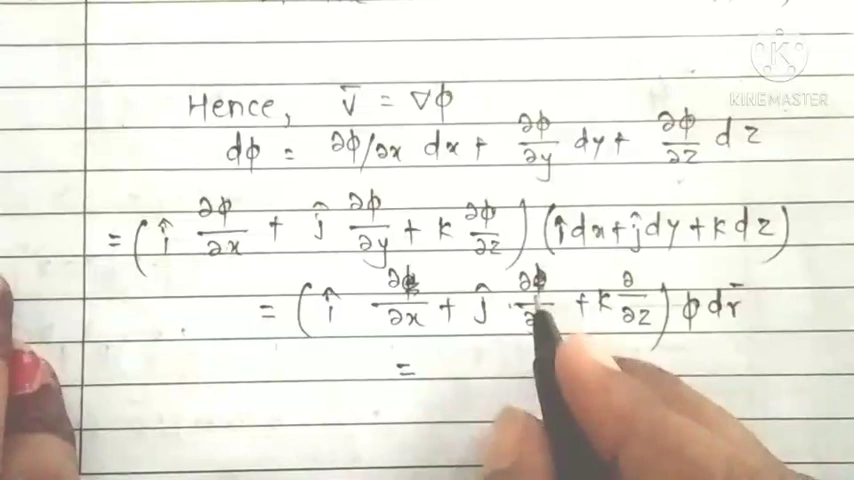 K
KINEMASTER
Hence, V̄ = ∇ϕ
dϕ = ∂ϕ/∂x dx + ∂ϕ/∂y dy + ∂ϕ/∂z dz
= (î ∂ϕ/∂x + ĵ ∂ϕ/∂y + k ∂ϕ/∂z) (îdx+ĵdy+kdz)
= (î ∂/∂x + ĵ ∂ϕ/∂ + k ∂/∂z) ϕ dr̄
=